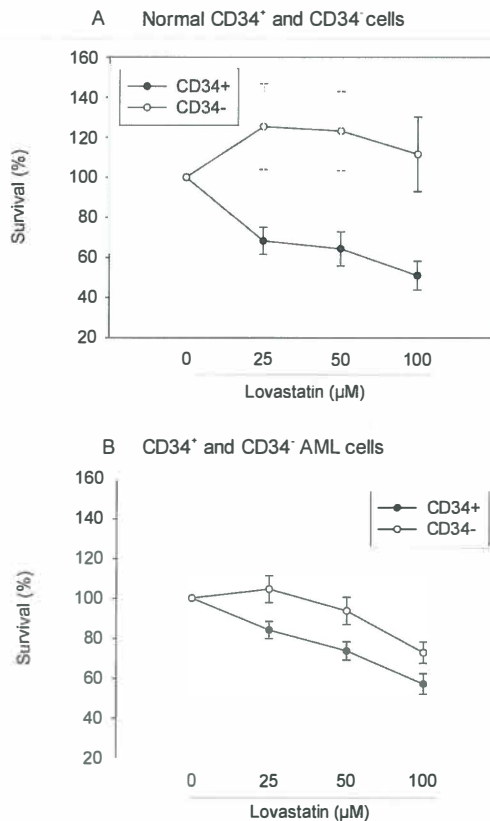 A Normal CD34⁺ and CD34⁻ cells
160
140
120
100
80
60
40
20
Survival (%)
CD34+
CD34-
0 25 50 100
Lovastatin (µM)
B CD34⁺ and CD34⁻ AML cells
160
140
120
100
80
60
40
20
Survival (%)
CD34+
CD34-
0 25 50 100
Lovastatin (µM)